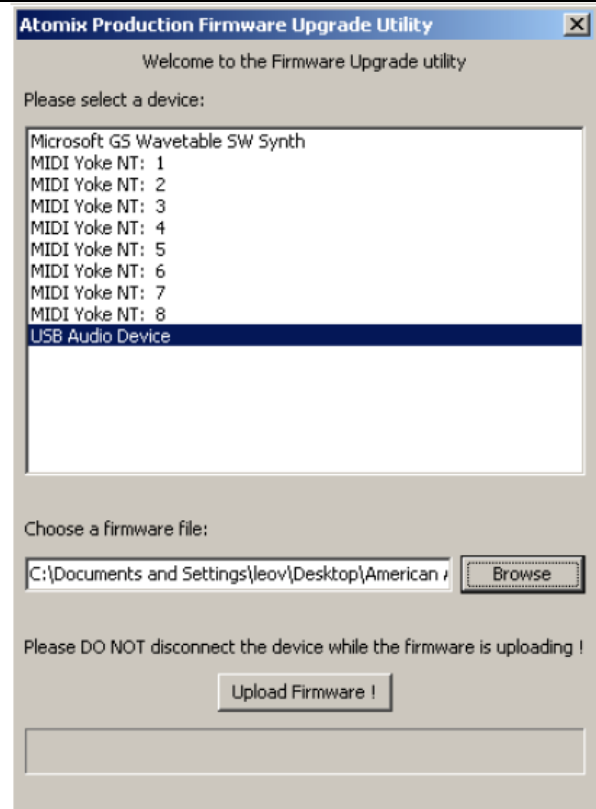 Atomix Production Firmware Upgrade Utility
Welcome to the Firmware Upgrade utility
Please select a device:
Microsoft GS Wavetable SW Synth
MIDI Yoke NT:  1
MIDI Yoke NT:  2
MIDI Yoke NT:  3
MIDI Yoke NT:  4
MIDI Yoke NT:  5
MIDI Yoke NT:  6
MIDI Yoke NT:  7
MIDI Yoke NT:  8
USB Audio Device
Choose a firmware file:
C:\Documents and Settings\leov\Desktop\American Browse
Please DO NOT disconnect the device while the firmware is uploading !
Upload Firmware !